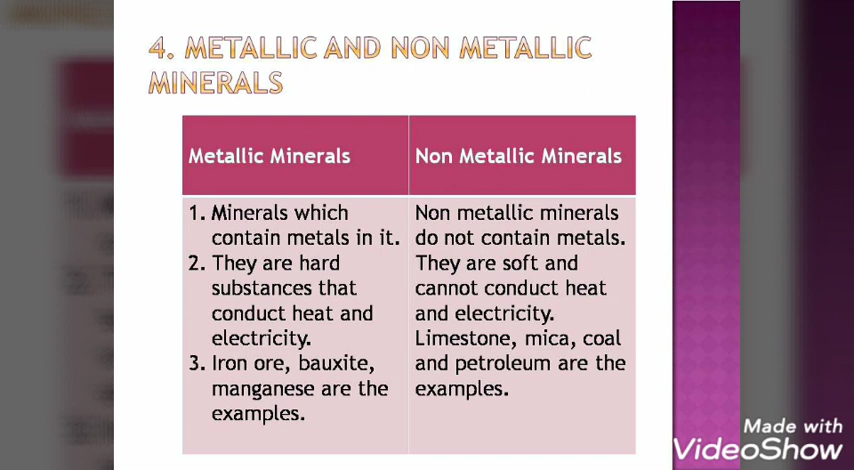 4. METALLIC AND NON METALLIC
MINERALS
Metallic Minerals
Non Metallic Minerals
1. Minerals which
contain metals in it.
2. They are hard
substances that
conduct heat and
electricity.
3. Iron ore, bauxite,
manganese are the
examples.
Non metallic minerals
do not contain metals.
They are soft and
cannot conduct heat
and electricity.
Limestone, mica, coal
and petroleum are the
examples.
Made with
VideoShow